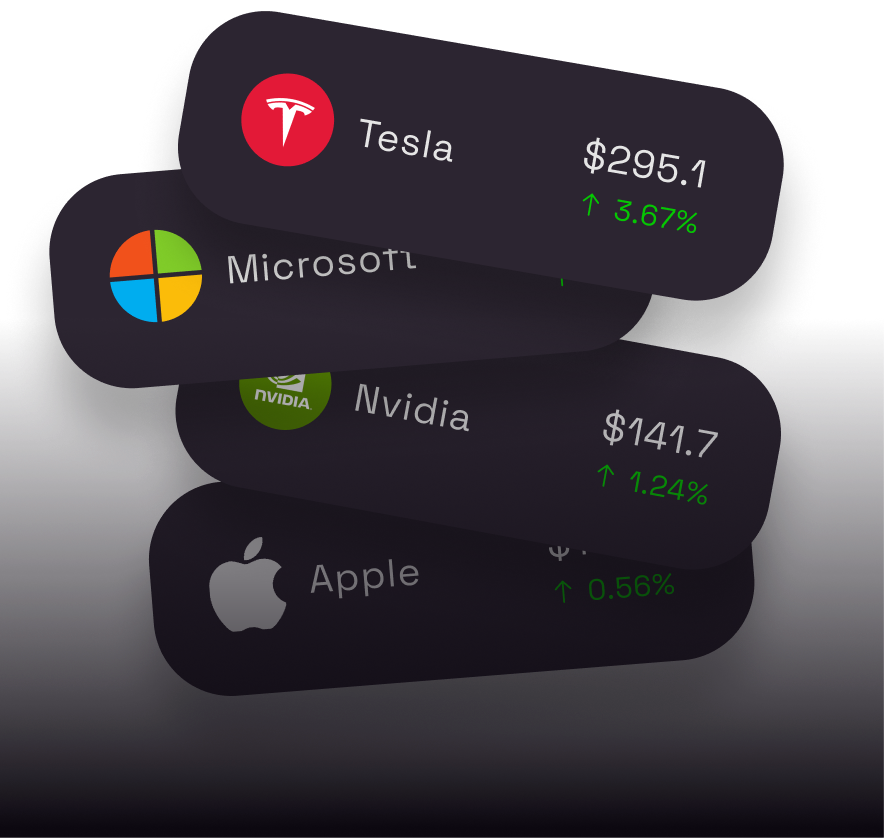 Tesla
$295.1
↑ 3.67%
Microsoft
NVIDIA
Nvidia
$141.7
↑ 1.24%
Apple
↑ 0.56%